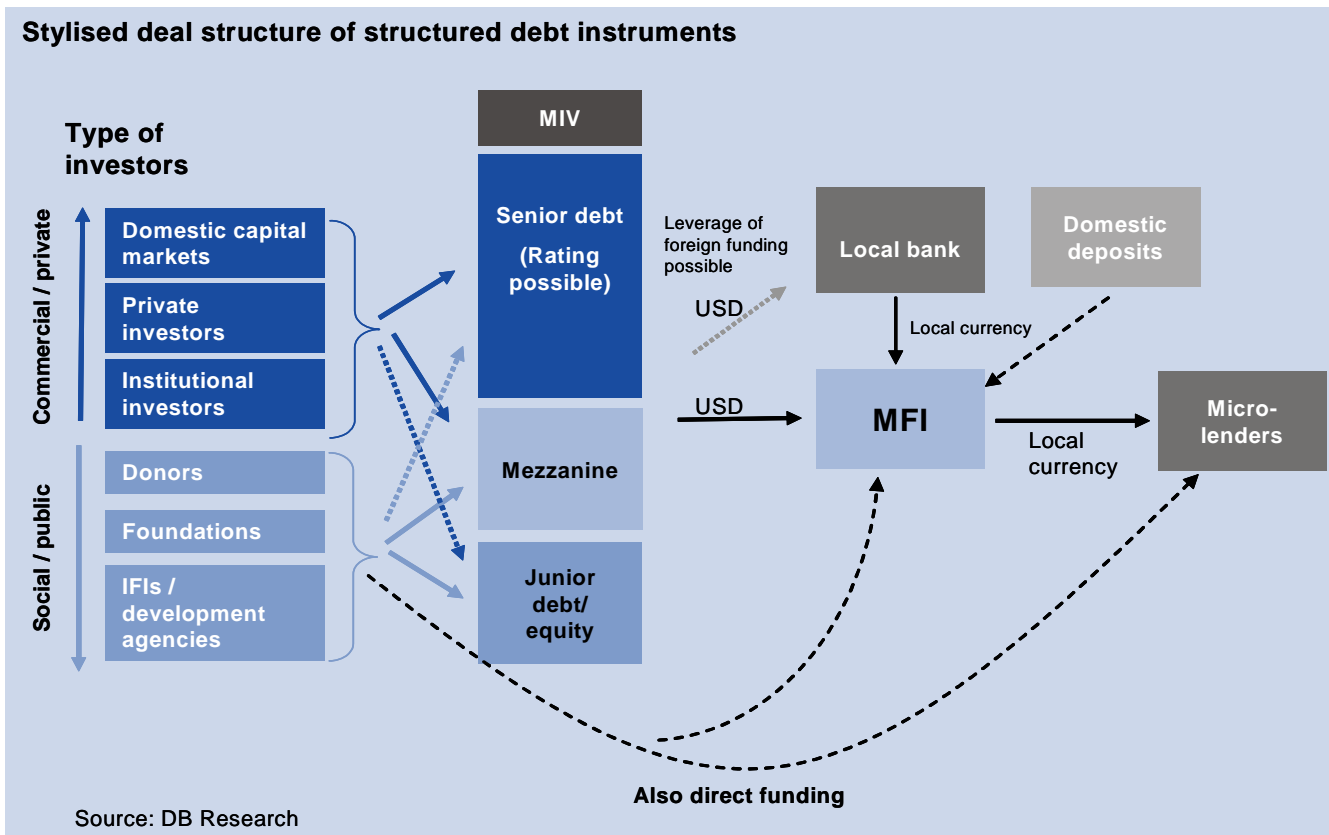 Stylised deal structure of structured debt instruments
Type of
investors
Commercial / private
Social / public
Domestic capital
markets
Private
investors
Institutional
investors
Donors
Foundations
IFIs /
development
agencies
MIV
Senior debt
(Rating
possible)
Mezzanine
Junior
debt/
equity
Leverage of
foreign funding
possible
USD
USD
Local bank
Local currency
Domestic
deposits
MFI
Local
currency
Micro-
lenders
Also direct funding
Source: DB Research